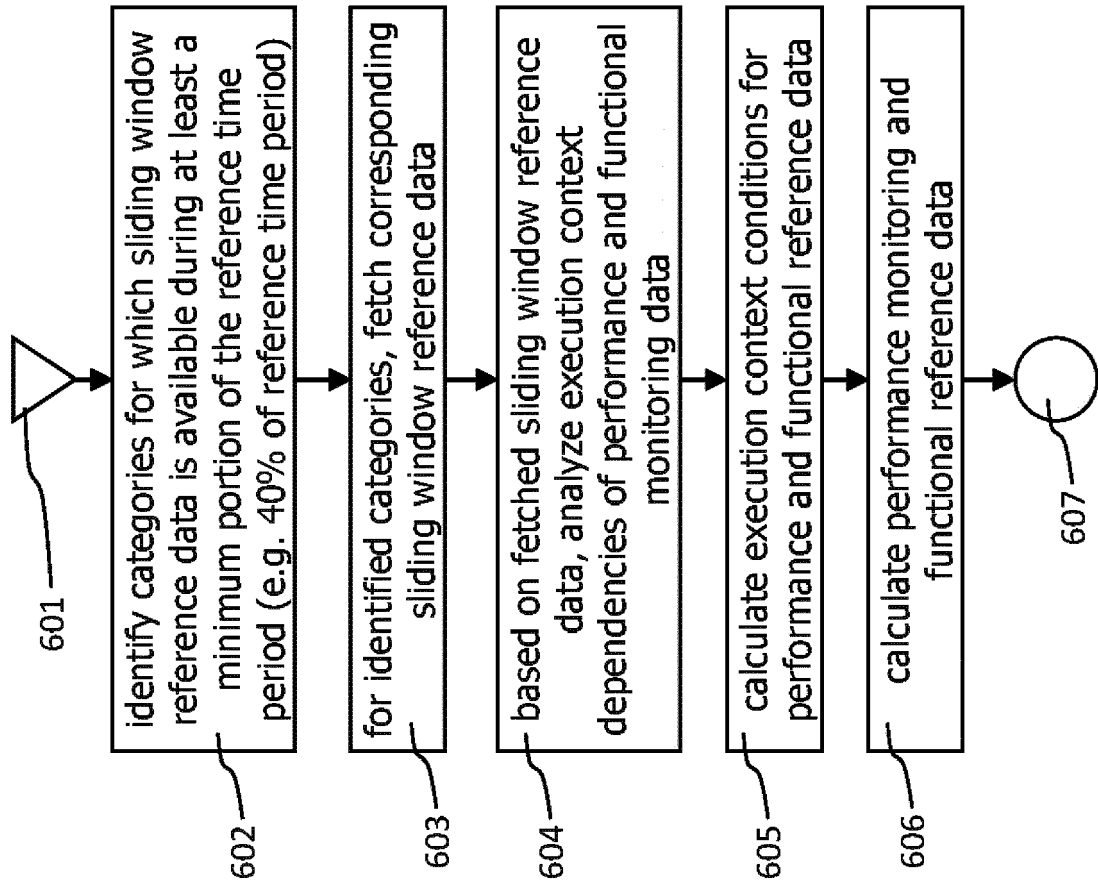 601
identify categories for which sliding window
reference data is available during at least a
minimum portion of the reference time
period (e.g. 40% of reference time period)
602
for identified categories, fetch corresponding
sliding window reference data
603
based on fetched sliding window reference
data, analyze execution context
dependencies of performance and functional
monitoring data
604
calculate execution context conditions for
performance and functional reference data
605
calculate performance monitoring and
functional reference data
606
607